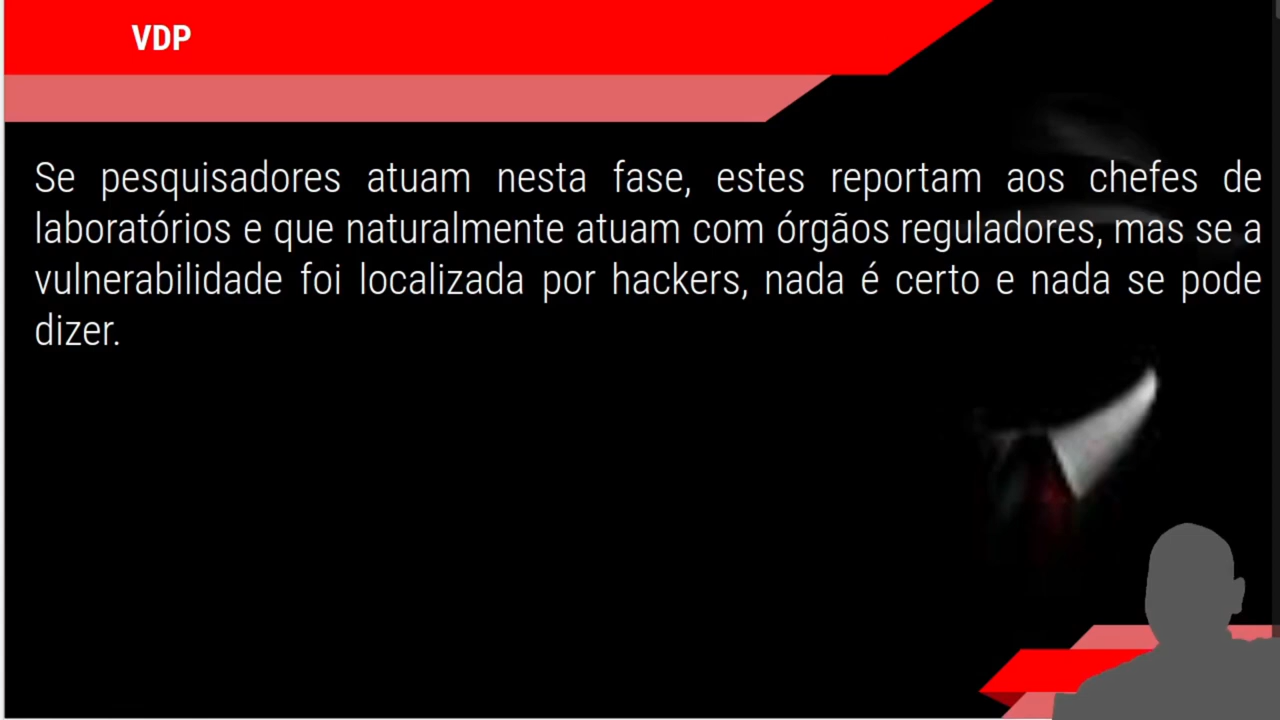 VDP
Se pesquisadores atuam nesta fase, estes reportam aos chefes de
laboratórios e que naturalmente atuam com órgãos reguladores, mas se a
vulnerabilidade foi localizada por hackers, nada é certo e nada se pode
dizer.